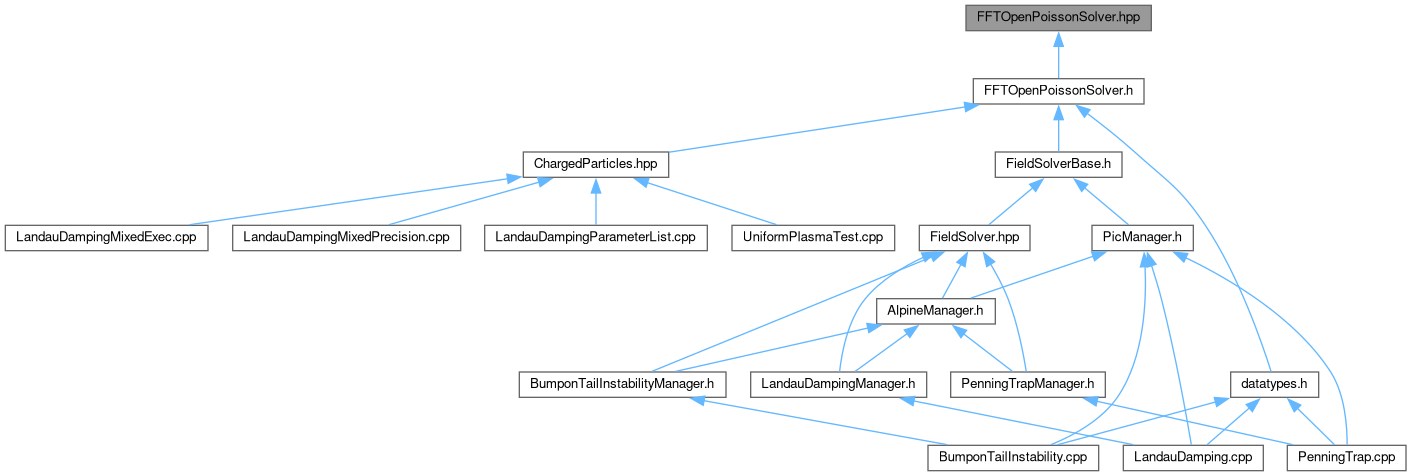 FFTOpenPoissonSolver.hpp
FFTOpenPoissonSolver.h
ChargedParticles.hpp
FieldSolverBase.h
LandauDampingMixedExec.cpp
LandauDampingMixedPrecision.cpp
LandauDampingParameterList.cpp
UniformPlasmaTest.cpp
FieldSolver.hpp
PicManager.h
AlpineManager.h
BumponTailInstabilityManager.h
LandauDampingManager.h
PenningTrapManager.h
datatypes.h
BumponTailInstability.cpp
LandauDamping.cpp
PenningTrap.cpp